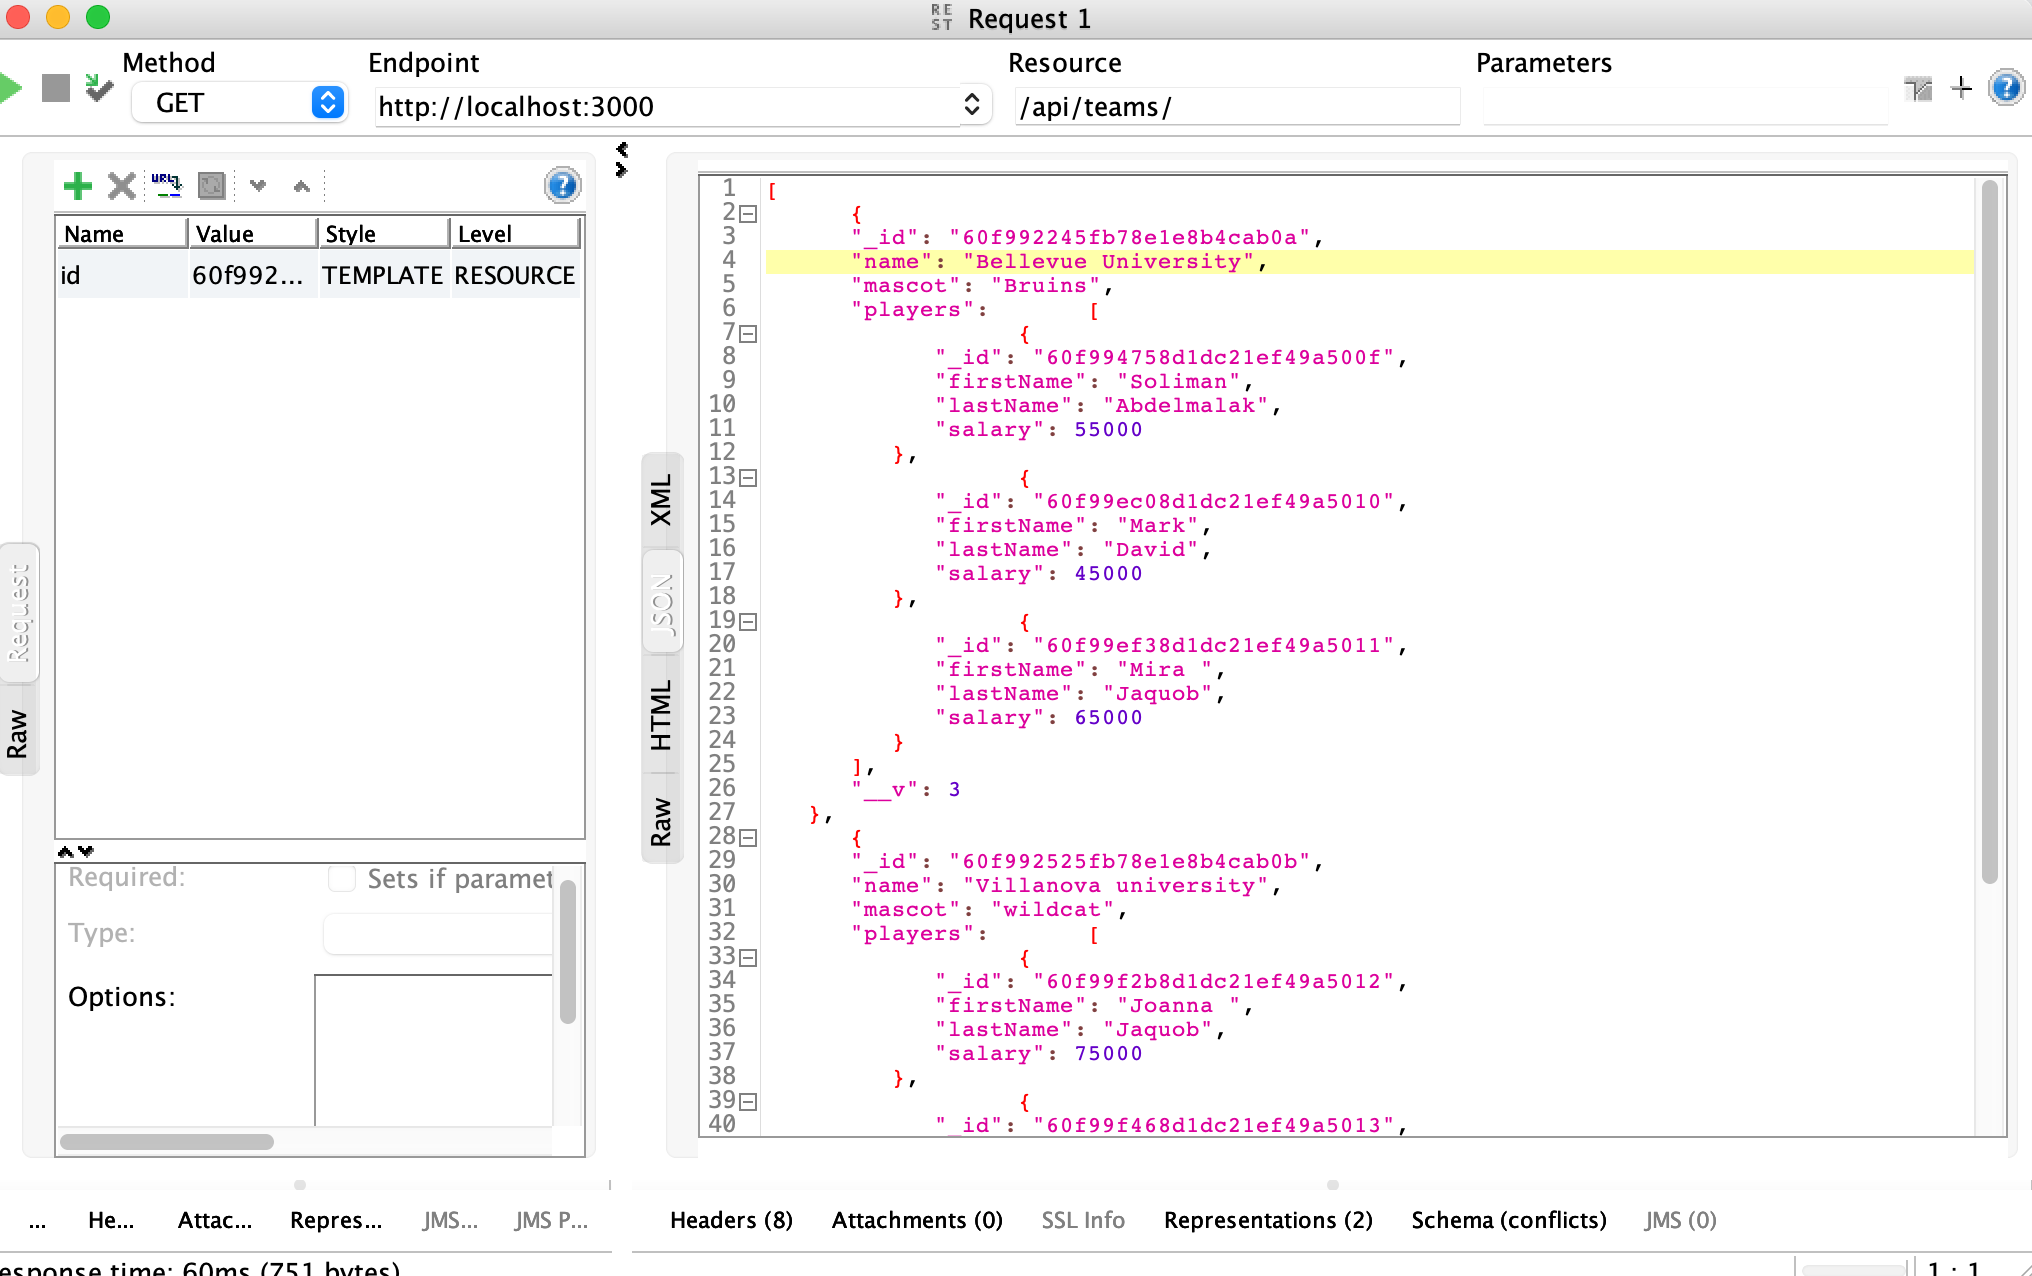 REST Request 1
Method
Endpoint
Resource
Parameters
GET
http://localhost:3000
/api/teams/
URL
Name Value Style Level
id 60f992... TEMPLATE RESOURCE
Request
Raw
Required:
Sets if paramet
Type:
Options:
XML
JSON
HTML
Raw
1 [
2 {
3 "_id": "60f992245fb78e1e8b4cab0a",
4 "name": "Bellevue University",
5 "mascot": "Bruins",
6 "players": [
7 {
8 "_id": "60f994758d1dc21ef49a500f",
9 "firstName": "Soliman",
10 "lastName": "Abdelmalak",
11 "salary": 55000
12 },
13 {
14 "_id": "60f99ec08d1dc21ef49a5010",
15 "firstName": "Mark",
16 "lastName": "David",
17 "salary": 45000
18 },
19 {
20 "_id": "60f99ef38d1dc21ef49a5011",
21 "firstName": "Mira ",
22 "lastName": "Jaquob",
23 "salary": 65000
24 }
25 ],
26 "__v": 3
27 },
28 {
29 "_id": "60f992525fb78e1e8b4cab0b",
30 "name": "Villanova university",
31 "mascot": "wildcat",
32 "players": [
33 {
34 "_id": "60f99f2b8d1dc21ef49a5012",
35 "firstName": "Joanna ",
36 "lastName": "Jaquob",
37 "salary": 75000
38 },
39 {
40 "_id": "60f99f468d1dc21ef49a5013",
... He... Attac... Repres... JMS... JMS P...
Headers (8) Attachments (0) SSL Info Representations (2) Schema (conflicts) JMS (0)
esponse time: 60ms (751 bytes)
1 : 1